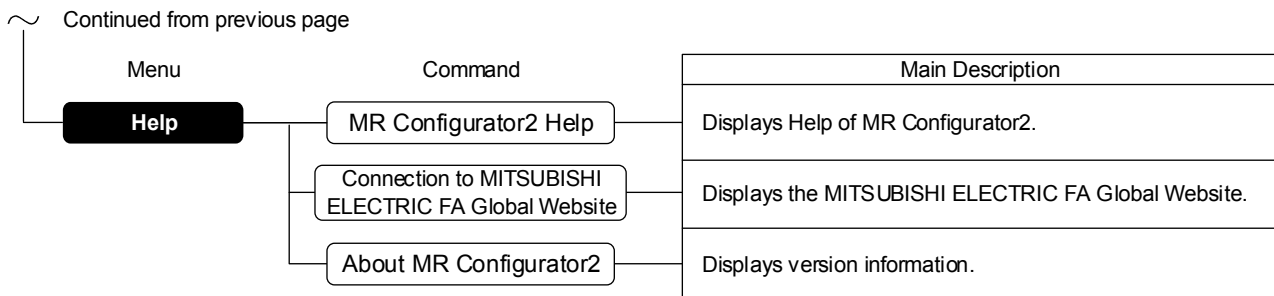 Continued from previous page
Menu
Command
Main Description
Help
MR Configurator2 Help
Displays Help of MR Configurator2.
Connection to MITSUBISHI
ELECTRIC FA Global Website
Displays the MITSUBISHI ELECTRIC FA Global Website.
About MR Configurator2
Displays version information.